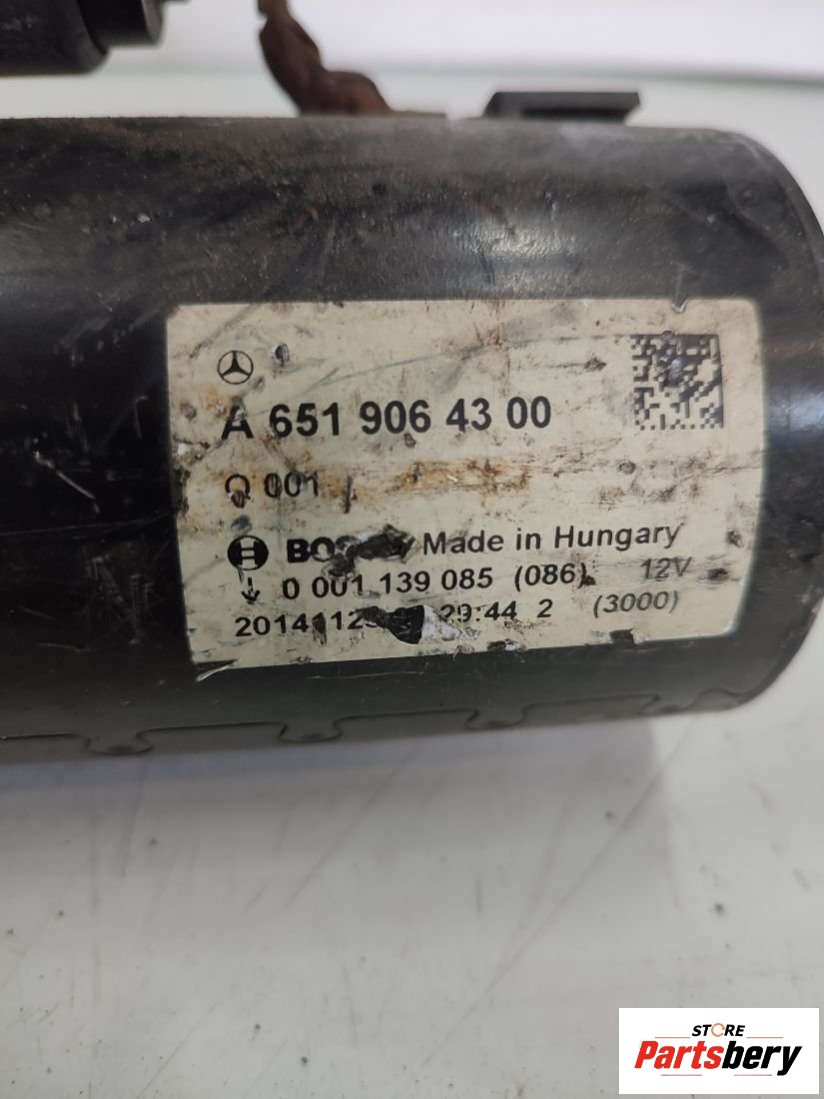 A 651 906 43 00
Q 001
Made in Hungary
0 001 139 085 (086) 12V
29:44 2 (3000)
STORE
Partsbery